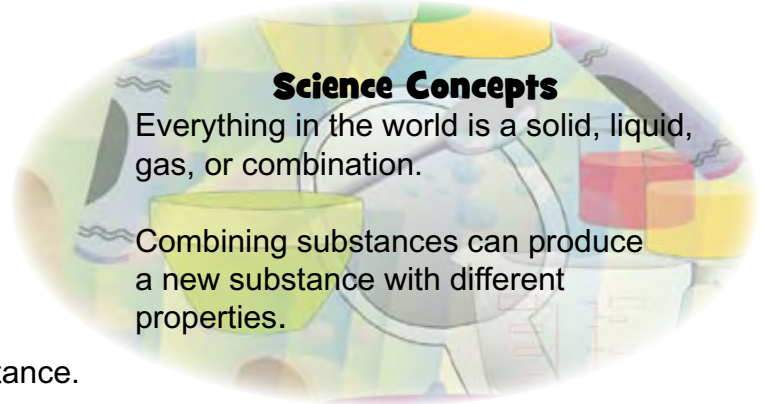 Science Concepts
Everything in the world is a solid, liquid,
gas, or combination.
Combining substances can produce
a new substance with different
properties.